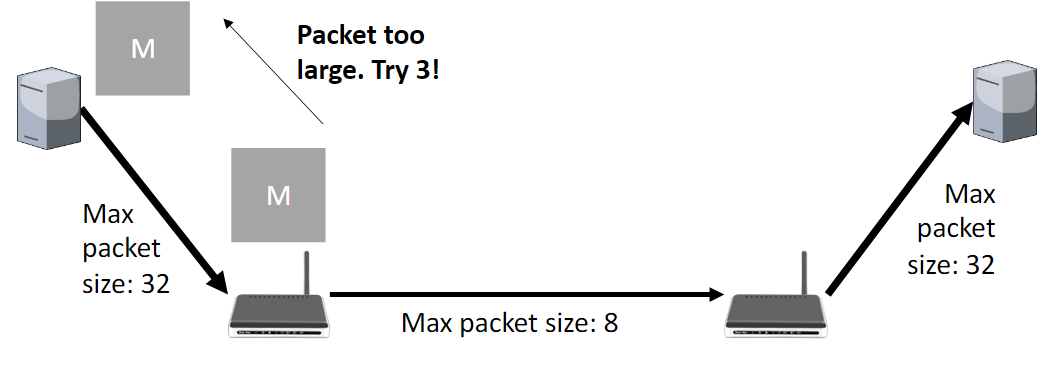 M
Packet too
large. Try 3!
M
Max
packet
size: 32
Max packet size: 8
Max
packet
size: 32